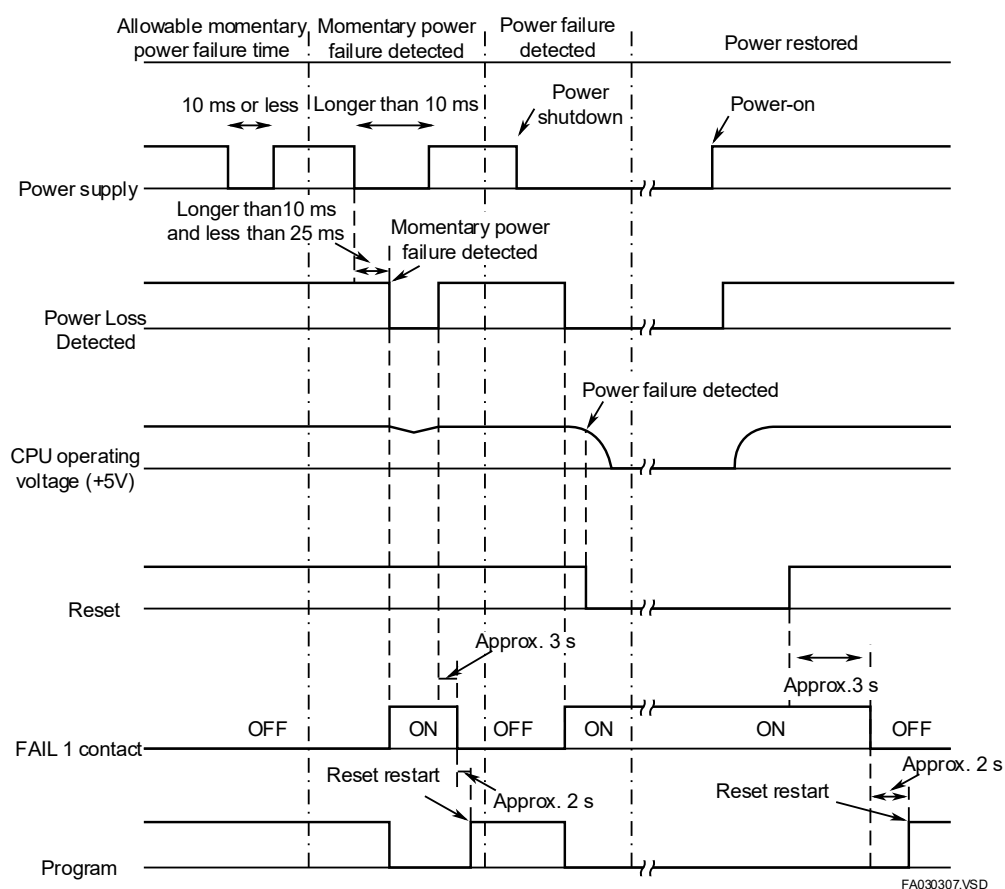 Allowable momentary
power failure time
Momentary power
failure detected
Power failure
detected
Power restored
10 ms or less
Longer than 10 ms
Power
shutdown
Power-on
Power supply
Longer than10 ms
and less than 25 ms
Momentary power
failure detected
Power Loss
Detected
Power failure detected
CPU operating
voltage (+5V)
Reset
Approx. 3 s
Approx.3 s
OFF
ON
OFF
ON
ON
OFF
FAIL 1 contact
Reset restart
Approx. 2 s
Reset restart
Approx. 2 s
Program
FA030307.VSD